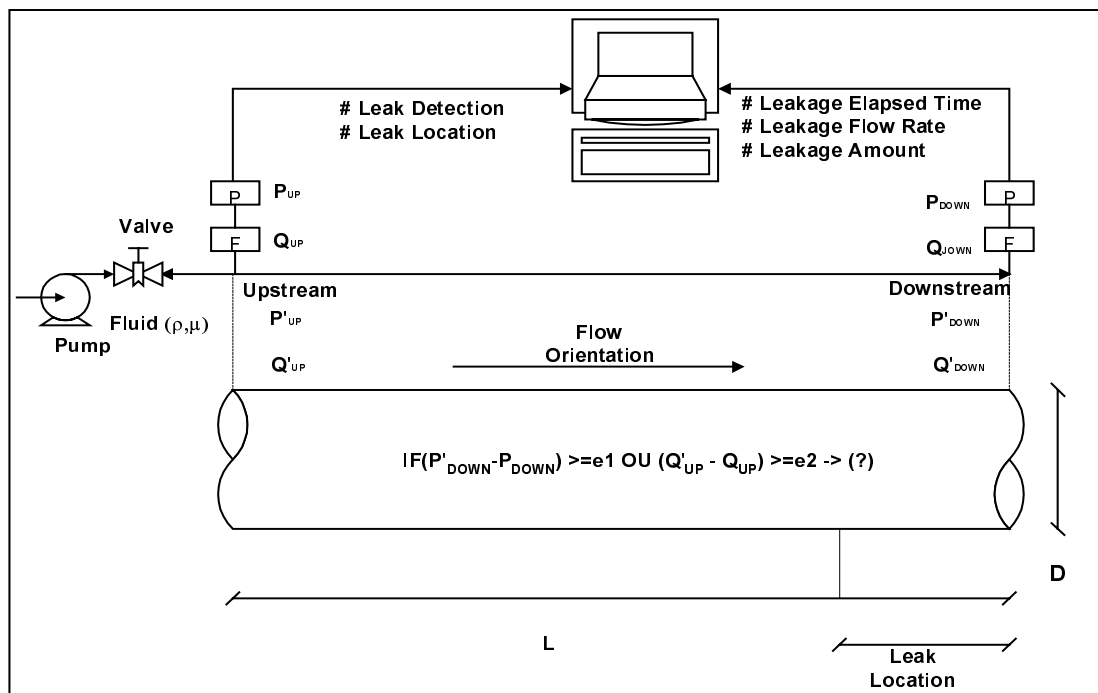 # Leak Detection
# Leak Location
# Leakage Elapsed Time
# Leakage Flow Rate
# Leakage Amount
P
PUP
F
QUP
P
PDOWN
F
QJOWN
Valve
Pump
Fluid (ρ,μ)
Upstream
Downstream
P'UP
Q'UP
Flow
Orientation
P'DOWN
Q'DOWN
IF(P'DOWN-PDOWN) >=e1 OU (Q'UP - QUP) >=e2 -> (?)
D
L
Leak
Location